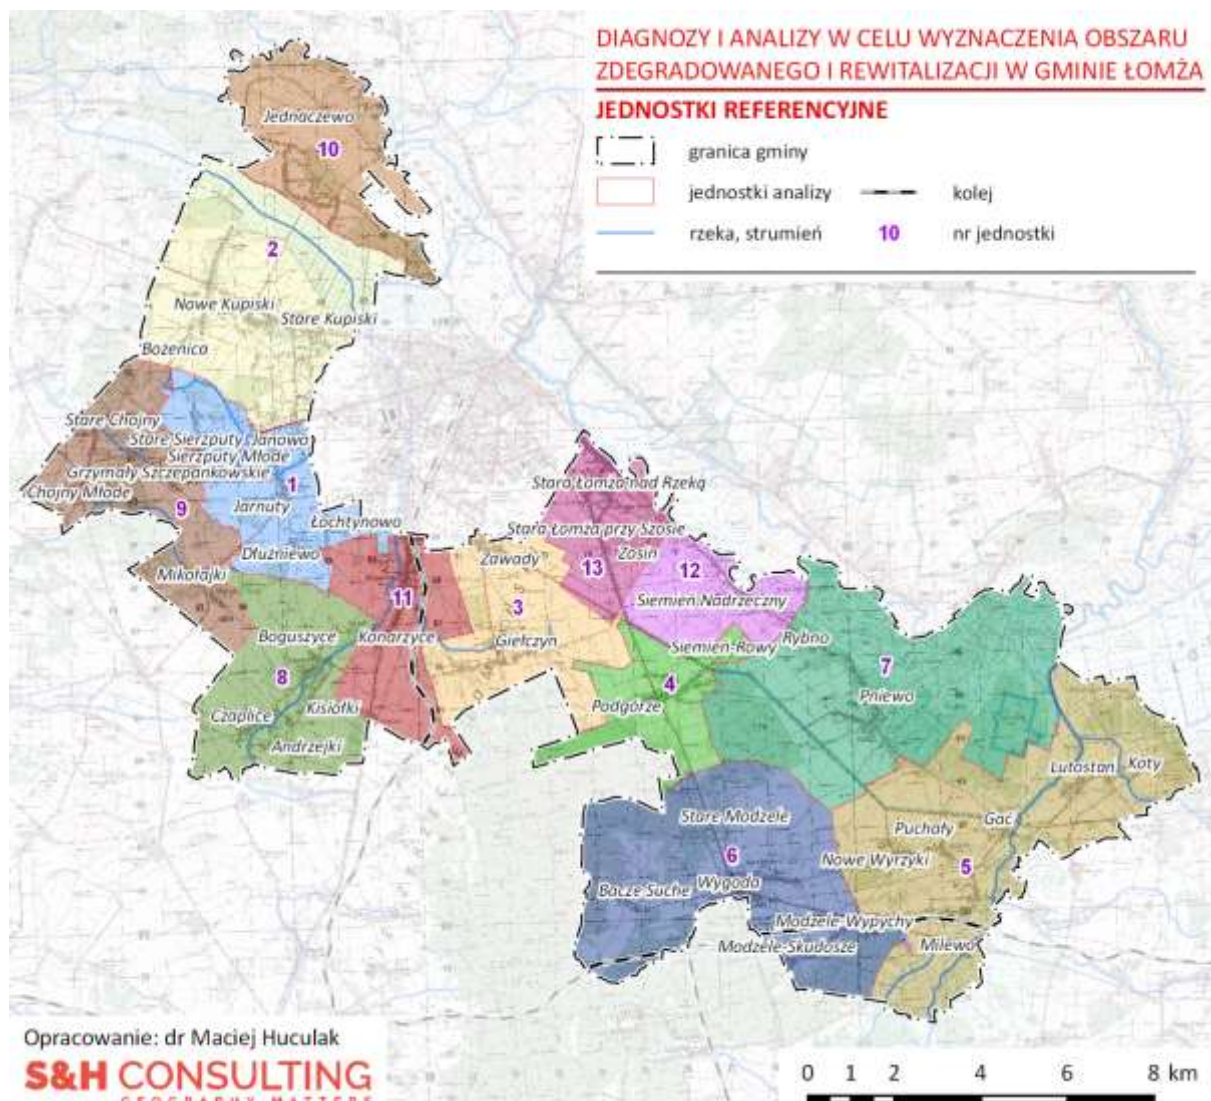 DIAGNOZY I ANALIZY W CELU WYZNACZENIA OBSZARU
ZDEGRADOWANEGO I REWITALIZACJI W GMINIE ŁOMŻA
JEDNOSTKI REFERENCYJNE
granica gminy
jednostki analizy
kolej
rzeka, strumień
10
nr jednostki
Jednaczewo
10
2
Nowe Kupiski
Stare Kupiski
Bożenica
Stare Chojny
Stare Sierzputy
Janowo
Sierzputy Młode
Grzymały Szczepankowskie
Chojny Młode
1
9
Jarnuty
Łochtynowo
Dłużniewo
Mikołajki
Stara Łomża nad Rzeką
Stara Łomża przy Szosie
Zosin
Zawady
13
12
11
3
Siemień Nadrzeczny
Boguszyce
Konarzyce
Giełczyn
Siemień-Rowy
Rybno
7
8
4
Pniewo
Czaplice
Kisiołki
Podgórze
Andrzejki
Lutostań
Koty
Stare Modzele
Gać
Puchały
6
Nowe Wyrzyki
5
Bacze Suche
Wygoda
Modzele-Wypychy
Modzele-Skudosze
Milewo
Opracowanie: dr Maciej Huculak
S&H CONSULTING
GEOGRAPHY MATTERS
0 1 2 4 6 8 km